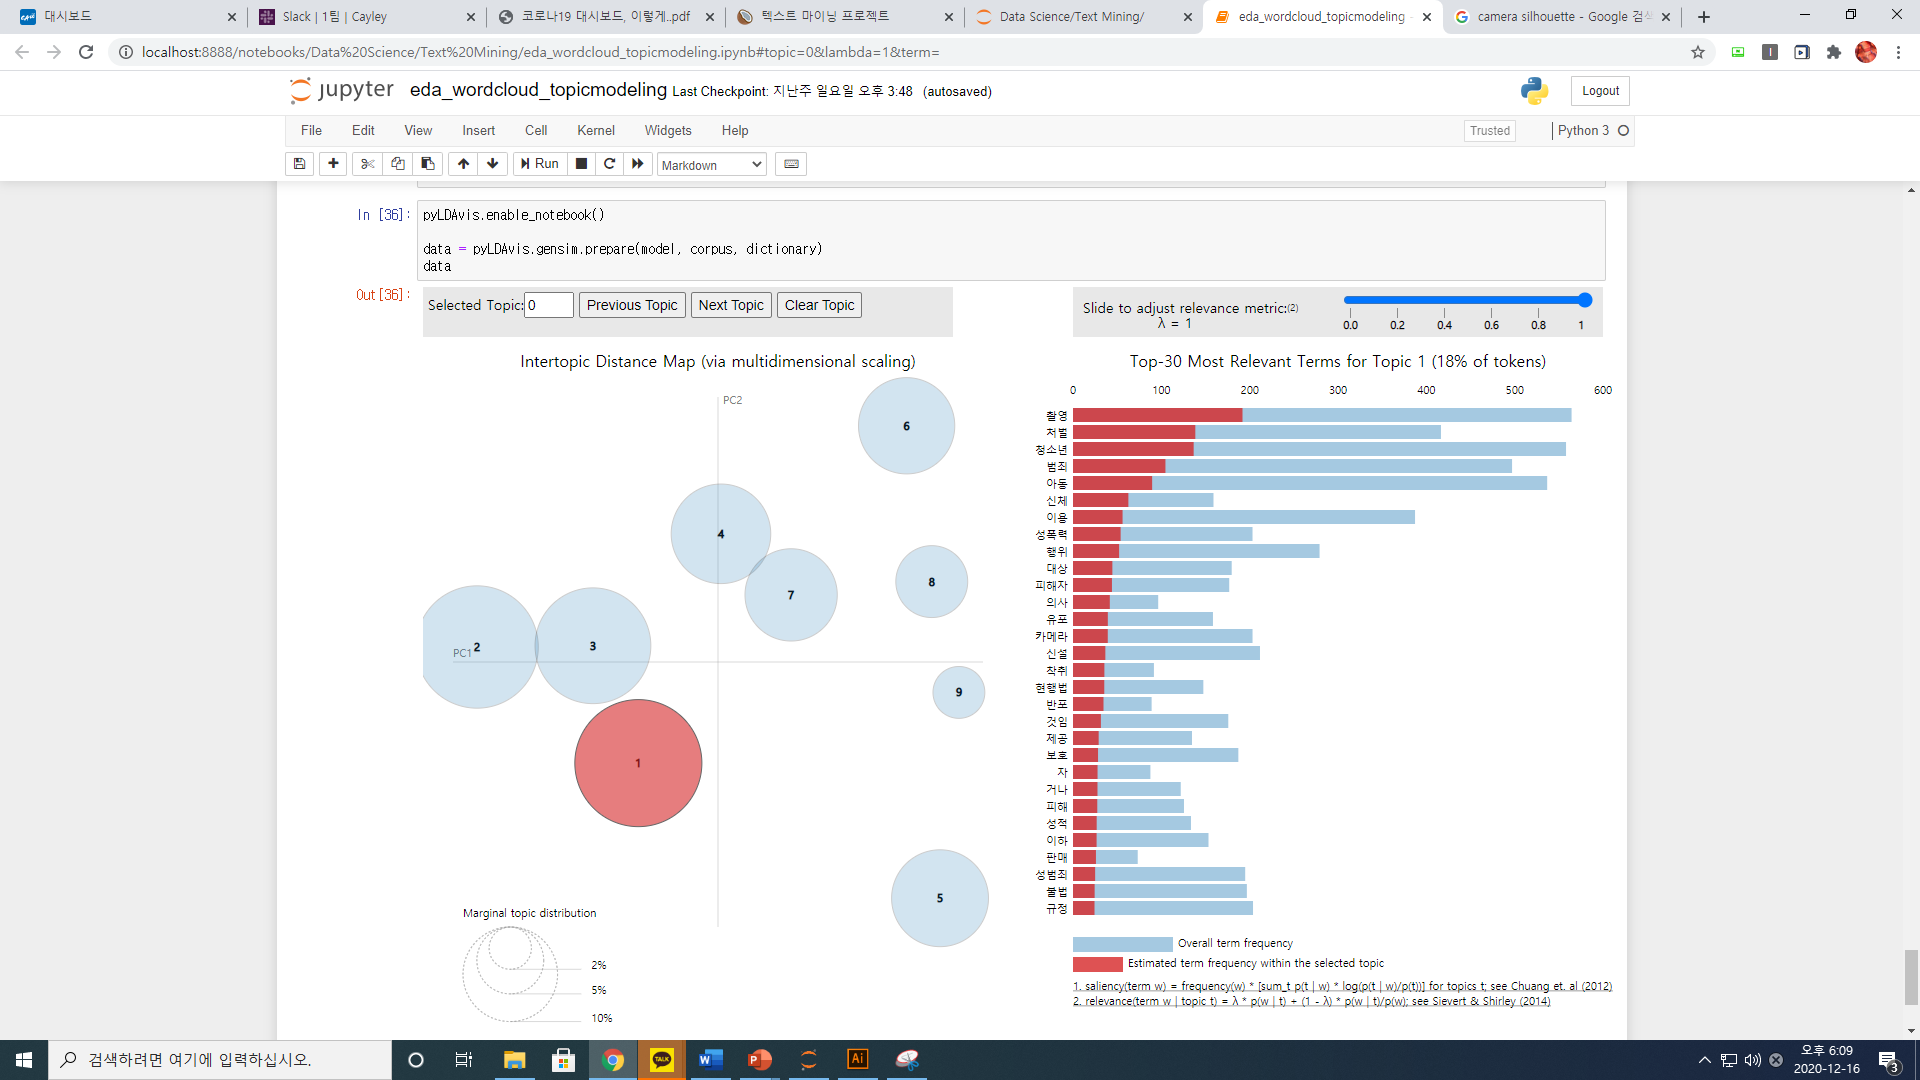 대시보드
Slack | 1팀 | Cayley
코로나19 대시보드, 이렇게..pdf
텍스트 마이닝 프로젝트
Data Science/Text Mining/
eda_wordcloud_topicmodeling
camera silhouette - Google 검색
localhost:8888/notebooks/Data%20Science/Text%20Mining/eda_wordcloud_topicmodeling.ipynb#topic=0&lambda=1&term=
jupyter eda_wordcloud_topicmodeling Last Checkpoint: 지난주 일요일 오후 3:48 (autosaved)
Logout
File Edit View Insert Cell Kernel Widgets Help
Trusted
Python 3
Run
Markdown
In [36]:
pyLDAvis.enable_notebook()
data = pyLDAvis.gensim.prepare(model, corpus, dictionary)
data
Out[36]:
Selected Topic: 0 Previous Topic Next Topic Clear Topic
Slide to adjust relevance metric:(2)
λ = 1
0.0 0.2 0.4 0.6 0.8 1
Intertopic Distance Map (via multidimensional scaling)
PC2
6
4
7
8
2
3
PC1
9
1
5
Marginal topic distribution
2%
5%
10%
Top-30 Most Relevant Terms for Topic 1 (18% of tokens)
0 100 200 300 400 500 600
촬영
처벌
청소년
범죄
아동
신체
이용
성폭력
행위
대상
피해자
의사
유포
카메라
신설
착취
현행법
반포
것임
제공
보호
자
거나
피해
성적
이하
판매
성범죄
불법
규정
Overall term frequency
Estimated term frequency within the selected topic
1. saliency(term w) = frequency(w) * [sum_t p(t | w) * log(p(t | w)/p(t))] for topics t; see Chuang et. al (2012)
2. relevance(term w | topic t) = λ * p(w | t) + (1 - λ) * p(w | t)/p(w); see Sievert & Shirley (2014)
검색하려면 여기에 입력하십시오.
TALK
Ai
오후 6:09
2020-12-16
3